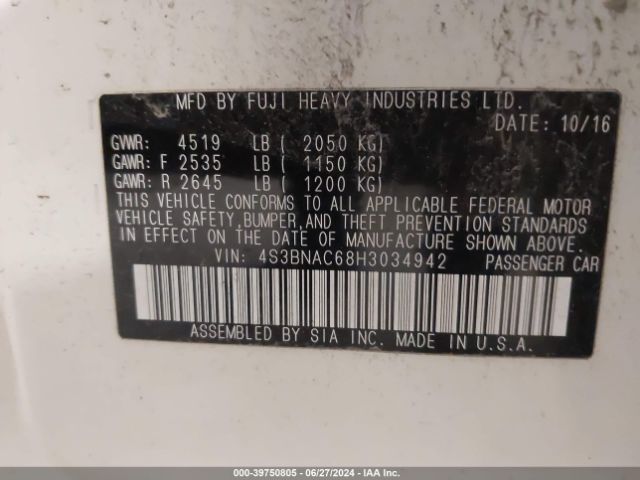 MFD BY FUJI HEAVY INDUSTRIES LTD.
DATE: 10/16
GVWR: 4519 LB ( 2050 KG)
GAWR: F 2535 LB ( 1150 KG)
GAWR: R 2645 LB ( 1200 KG)
THIS VEHICLE CONFORMS TO ALL APPLICABLE FEDERAL MOTOR
VEHICLE SAFETY,BUMPER,AND THEFT PREVENTION STANDARDS
IN EFFECT ON THE DATE OF MANUFACTURE SHOWN ABOVE.
VIN: 4S3BNAC68H3034942 PASSENGER CAR
ASSEMBLED BY SIA INC. MADE IN U.S.A.
000-39750805 - 06/27/2024 - IAA Inc.